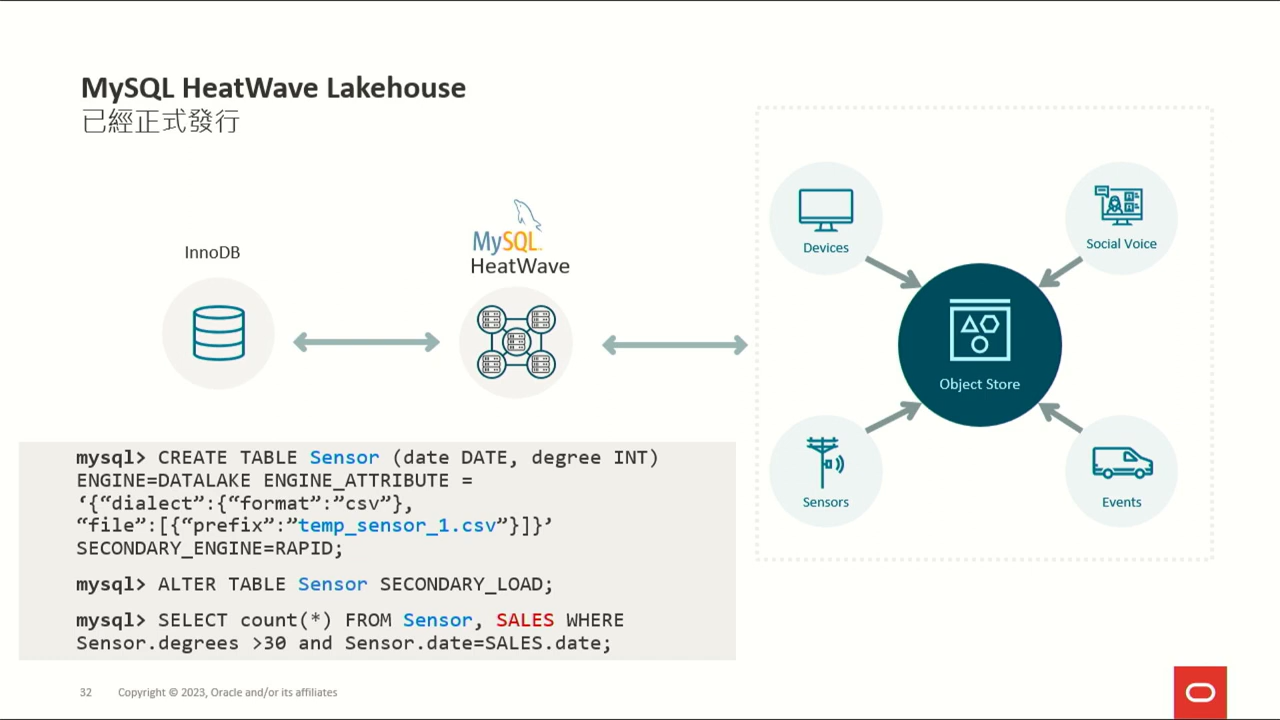 MySQL HeatWave Lakehouse
已經正式發行
InnoDB
MySQL
HeatWave
Devices
Social Voice
Object Store
Sensors
Events
mysql> CREATE TABLE Sensor (date DATE, degree INT)
ENGINE=DATALAKE ENGINE_ATTRIBUTE =
‘{“dialect”:{“format”:”csv”},
“file”:[{“prefix”:”temp_sensor_1.csv”}]}’
SECONDARY_ENGINE=RAPID;
mysql> ALTER TABLE Sensor SECONDARY_LOAD;
mysql> SELECT count(*) FROM Sensor, SALES WHERE
Sensor.degrees >30 and Sensor.date=SALES.date;
32 Copyright © 2023, Oracle and/or its affiliates